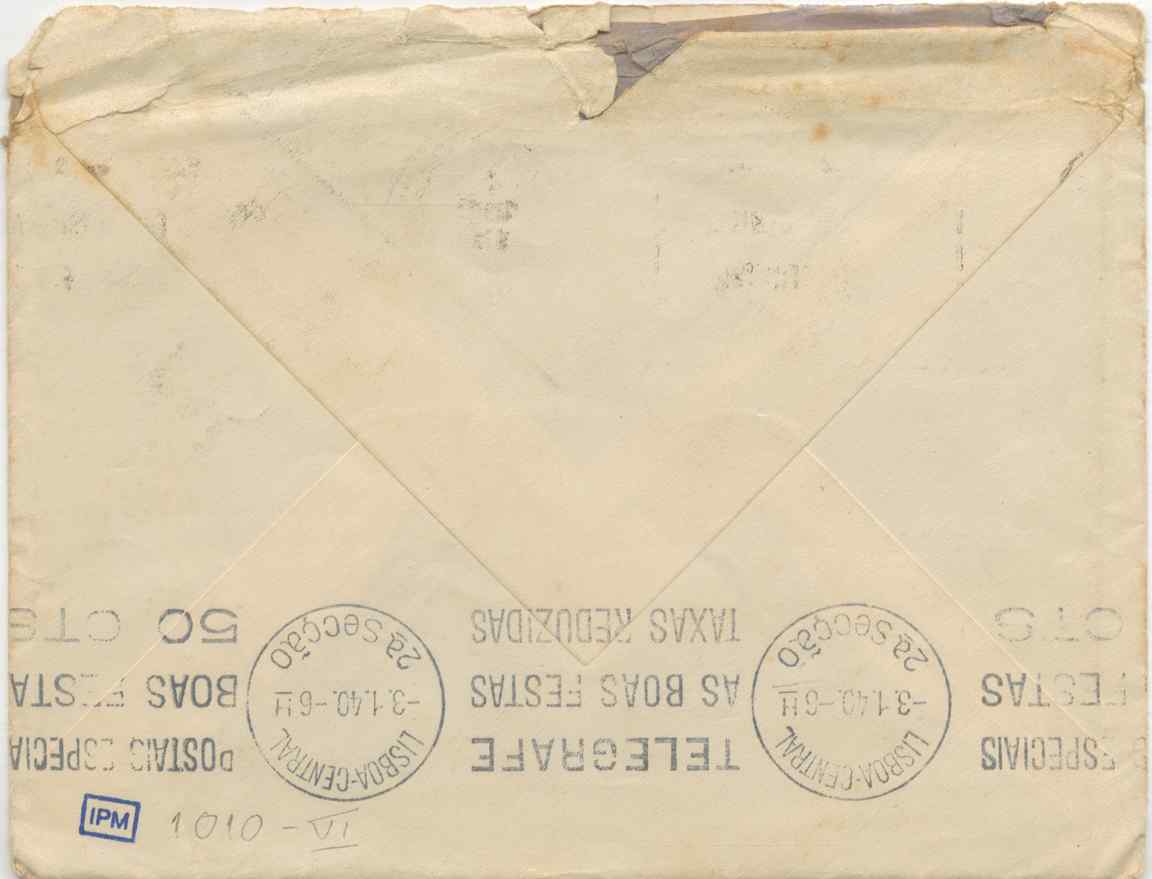 ESPECIAIS
FESTAS
CTS
LISBOA-CENTRAL
-3.1.40.-6H
2ª Secção
TELEGRAFE
AS BOAS FESTAS
TAXAS REDUZIDAS
LISBOA-CENTRAL
-3.1.40.-6H
2ª Secção
POSTAIS ESPECIA
BOAS FESTA
50 CTS
IPM 1010-VI